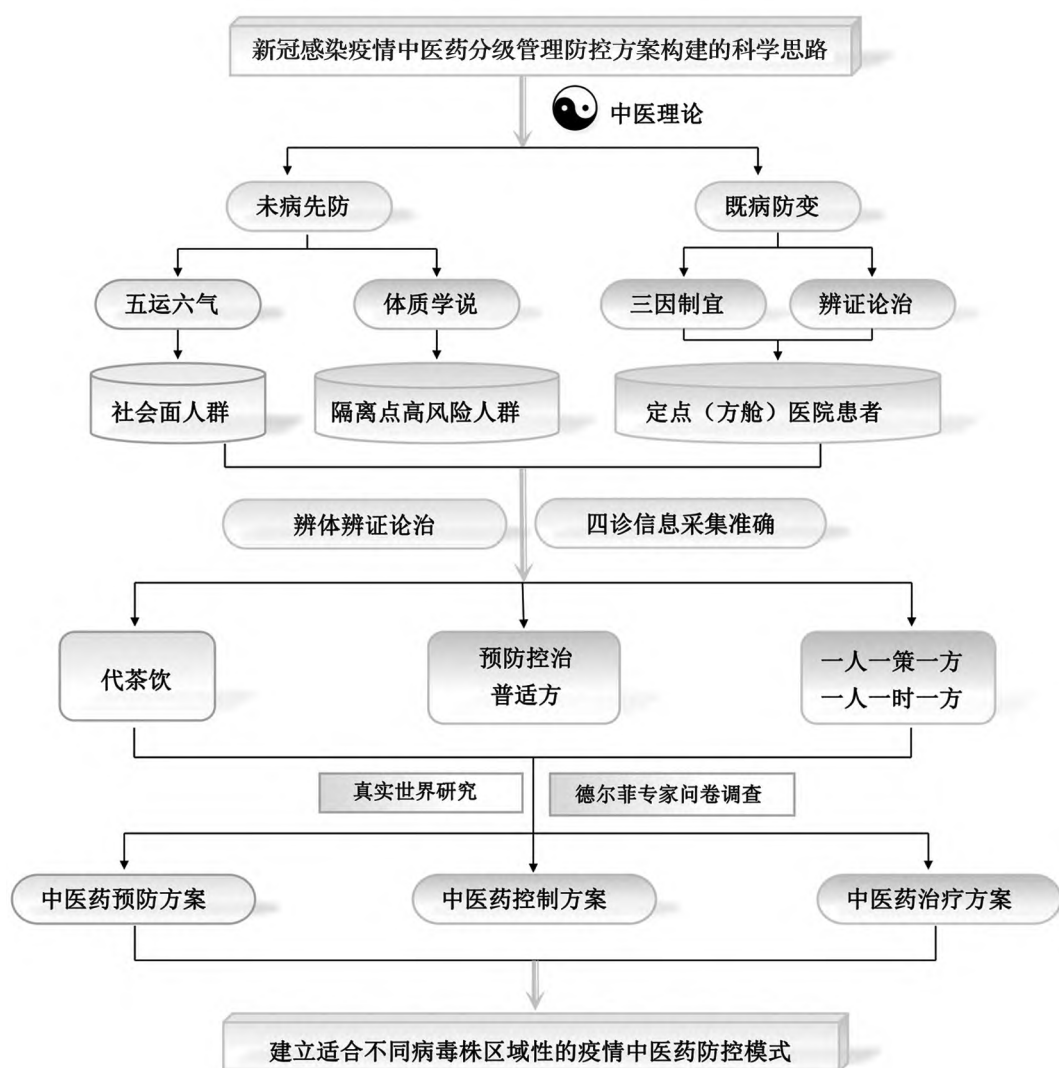 新冠感染疫情中医药分级管理防控方案构建的科学思路
中医理论
未病先防
既病防变
五运六气
体质学说
三因制宜
辨证论治
社会面人群
隔离点高风险人群
定点（方舱）医院患者
辨体辨证论治
四诊信息采集准确
代茶饮
预防控治
普适方
一人一策一方
一人一时一方
真实世界研究
德尔菲专家问卷调查
中医药预防方案
中医药控制方案
中医药治疗方案
建立适合不同病毒株区域性的疫情中医药防控模式